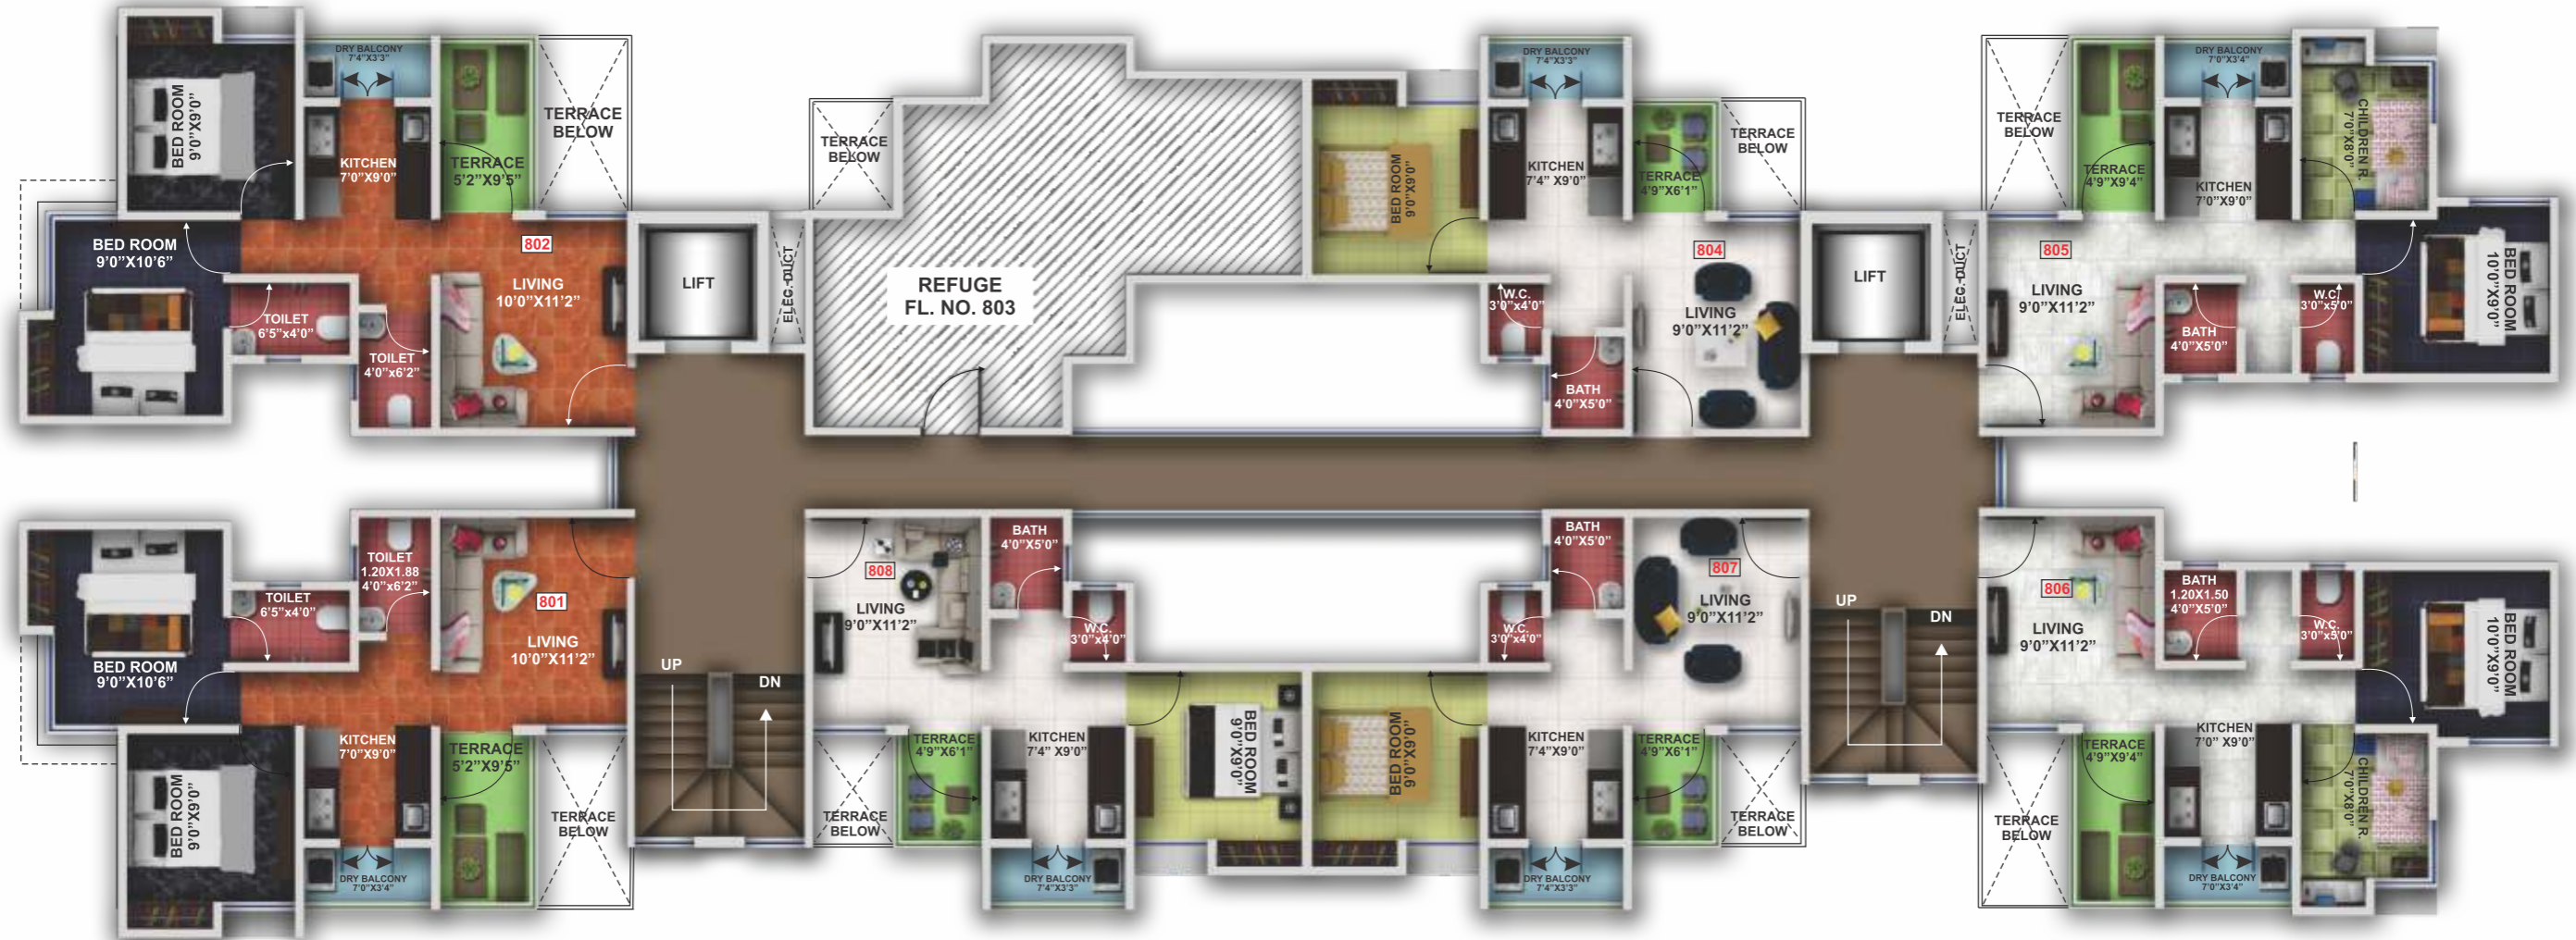 DRY BALCONY
7'4"X3'3"
BED ROOM
9'0"X9'0"
KITCHEN
7'0"X9'0"
TERRACE
5'2"X9'5"
TERRACE
BELOW
BED ROOM
9'0"X10'6"
802
LIVING
10'0"X11'2"
TOILET
6'5"x4'0"
TOILET
4'0"x6'2"
LIFT
ELEC. DUCT
TERRACE
BELOW
REFUGE
FL. NO. 803
DRY BALCONY
7'4"X3'3"
BED ROOM
9'0"X9'0"
KITCHEN
7'4" X9'0"
TERRACE
4'9"X6'1"
TERRACE
BELOW
804
LIVING
9'0"X11'2"
W.C.
3'0"x4'0"
BATH
4'0"X5'0"
LIFT
ELEC. DUCT
TERRACE
BELOW
TERRACE
4'9"X9'4"
DRY BALCONY
7'0"X3'4"
KITCHEN
7'0"X9'0"
CHILDREN R.
7'0"X8'0"
805
LIVING
9'0"X11'2"
BATH
4'0"X5'0"
W.C.
3'0"x5'0"
BED ROOM
10'0"X9'0"
BED ROOM
9'0"X10'6"
TOILET
6'5"x4'0"
TOILET
1.20X1.88
4'0"x6'2"
801
LIVING
10'0"X11'2"
BED ROOM
9'0"X9'0"
KITCHEN
7'0"X9'0"
DRY BALCONY
7'0"X3'4"
TERRACE
5'2"X9'5"
TERRACE
BELOW
UP
DN
808
LIVING
9'0"X11'2"
BATH
4'0"X5'0"
W.C.
3'0"x4'0"
TERRACE
BELOW
TERRACE
4'9"X6'1"
KITCHEN
7'4" X9'0"
DRY BALCONY
7'4"X3'3"
BED ROOM
9'0"X9'0"
BED ROOM
9'0"X9'0"
BATH
4'0"X5'0"
W.C.
3'0"x4'0"
807
LIVING
9'0"X11'2"
KITCHEN
7'4"X9'0"
DRY BALCONY
7'4"X3'3"
TERRACE
4'9"X6'1"
TERRACE
BELOW
UP
DN
806
LIVING
9'0"X11'2"
BATH
1.20X1.50
4'0"X5'0"
W.C.
3'0"x5'0"
BED ROOM
10'0"X9'0"
TERRACE
BELOW
TERRACE
4'9"X9'4"
KITCHEN
7'0" X9'0"
DRY BALCONY
7'0"X3'4"
CHILDREN R.
7'0"X8'0"